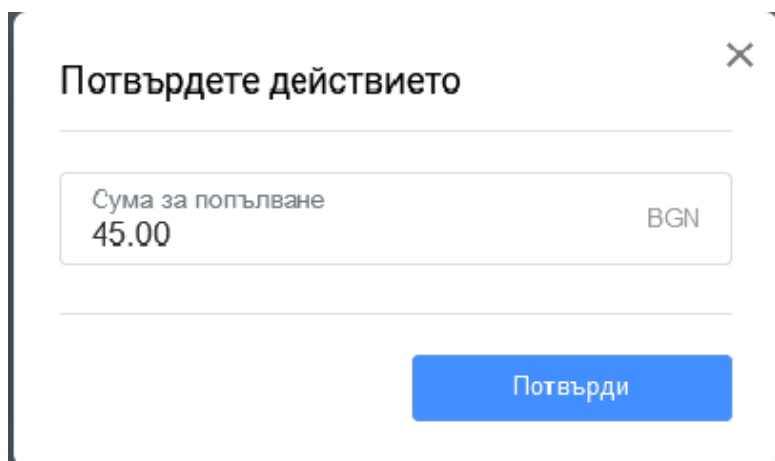 Потвърдете действието
Сума за попълване
45.00
BGN
Потвърди